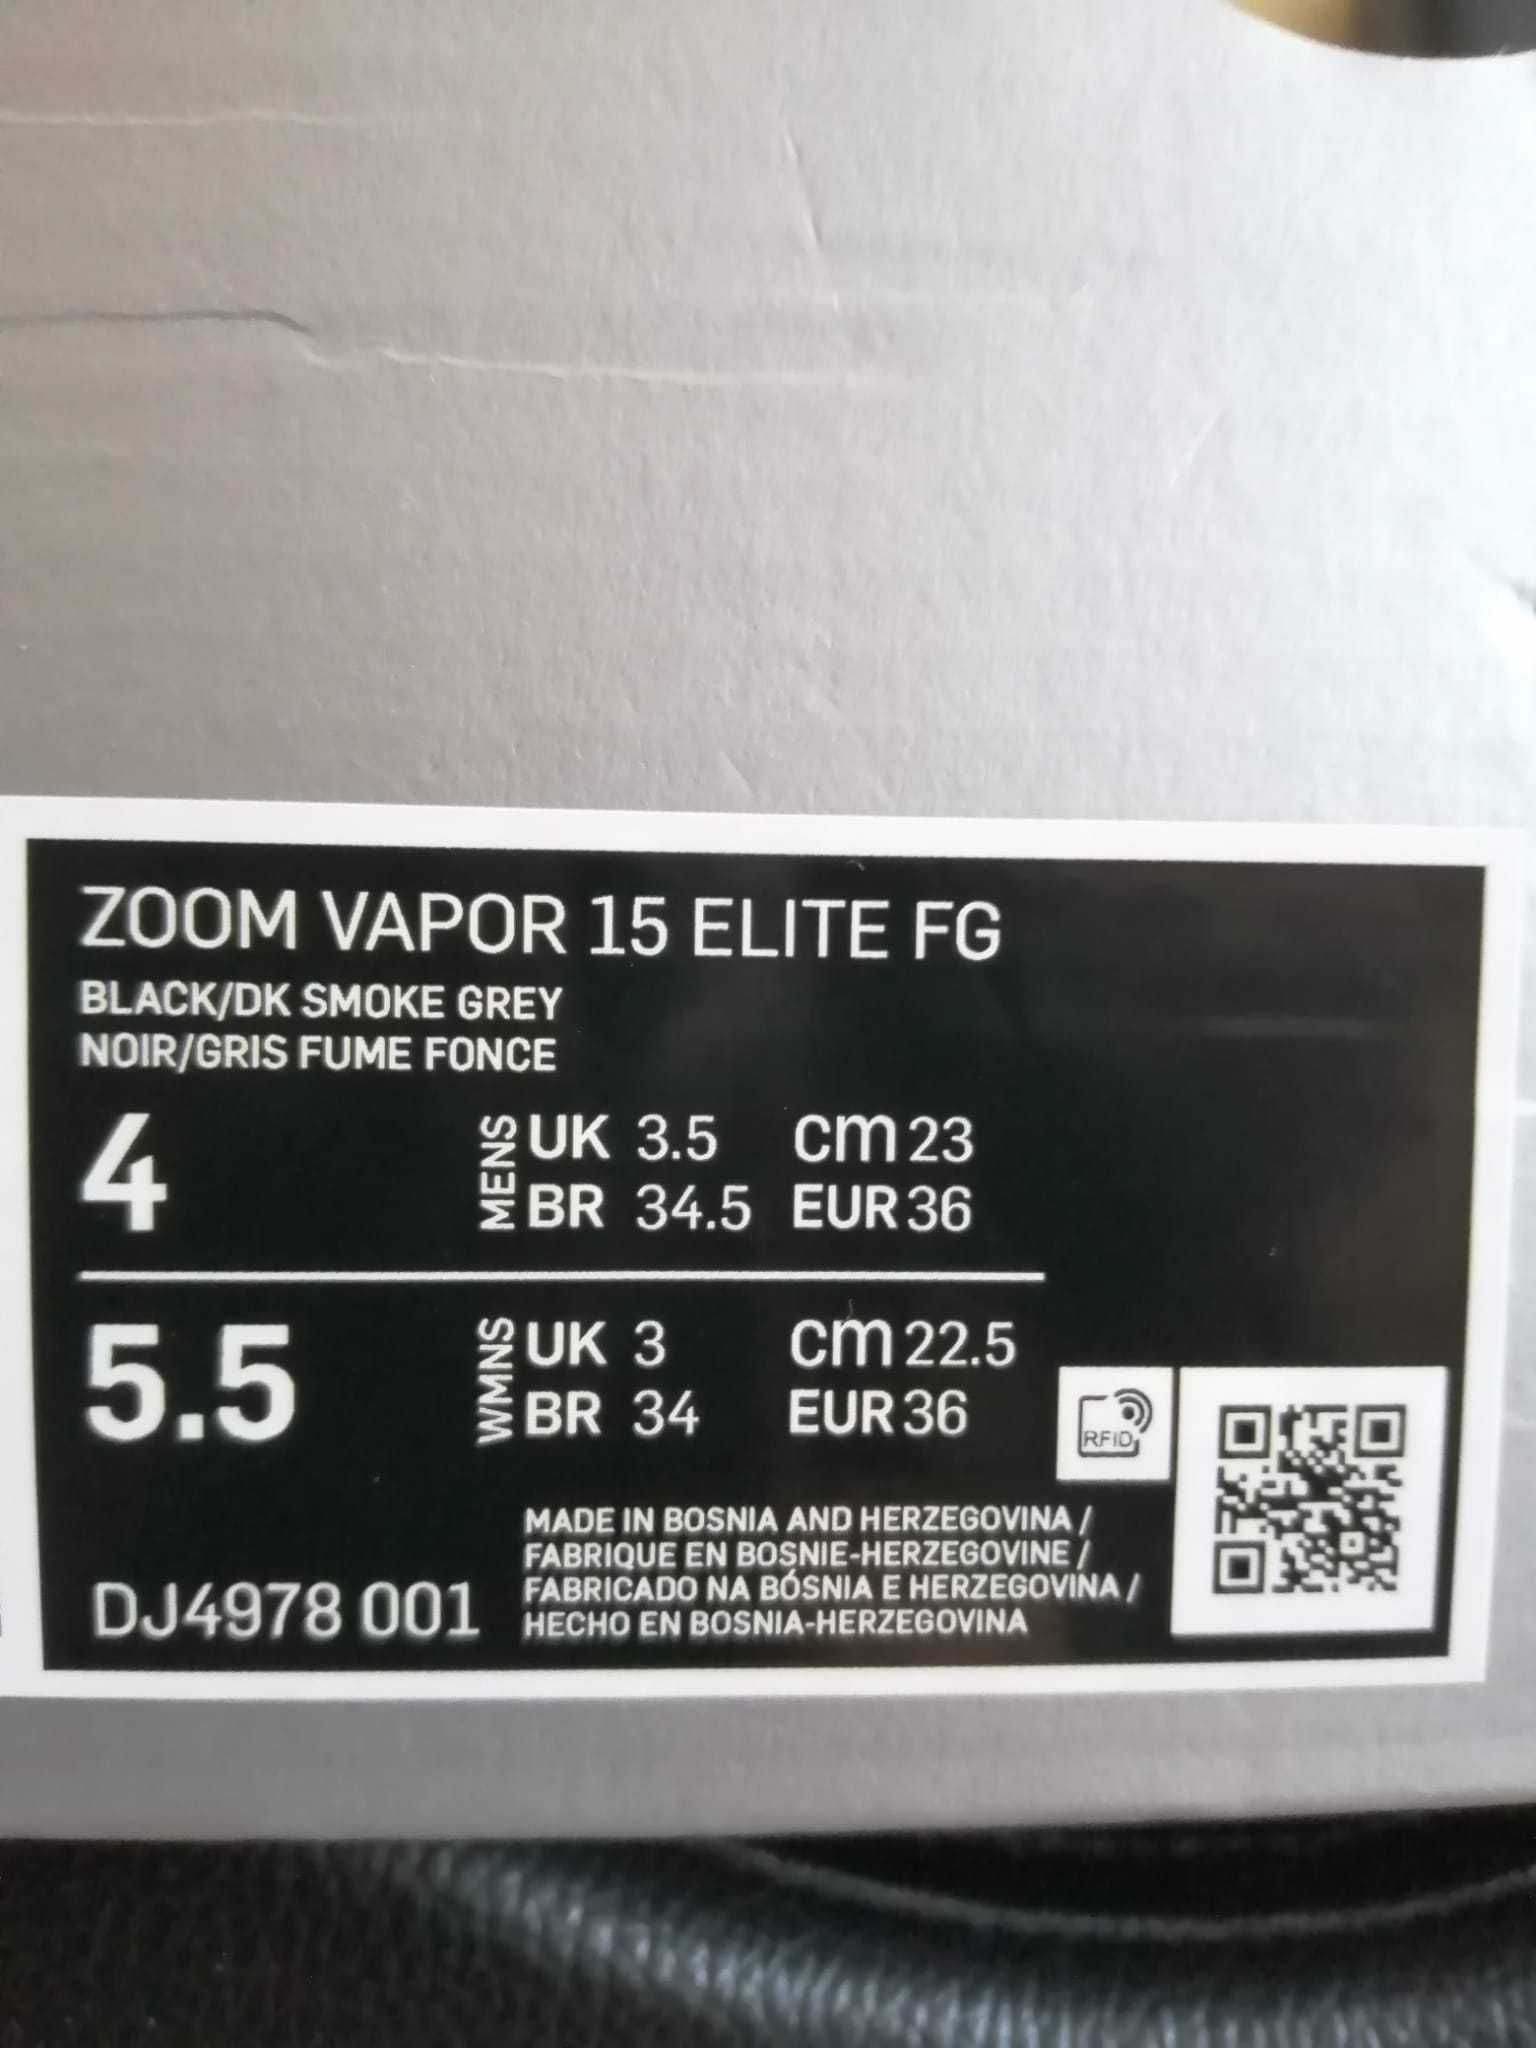 ZOOM VAPOR 15 ELITE FG
BLACK/DK SMOKE GREY
NOIR/GRIS FUME FONCE
4 MENS UK 3.5 cm 23
BR 34.5 EUR 36
5.5 WMNS UK 3 cm 22.5
BR 34 EUR 36
RFID
MADE IN BOSNIA AND HERZEGOVINA /
FABRIQUE EN BOSNIE-HERZEGOVINE /
FABRICADO NA BÓSNIA E HERZEGOVINA /
HECHO EN BOSNIA-HERZEGOVINA
DJ4978 001